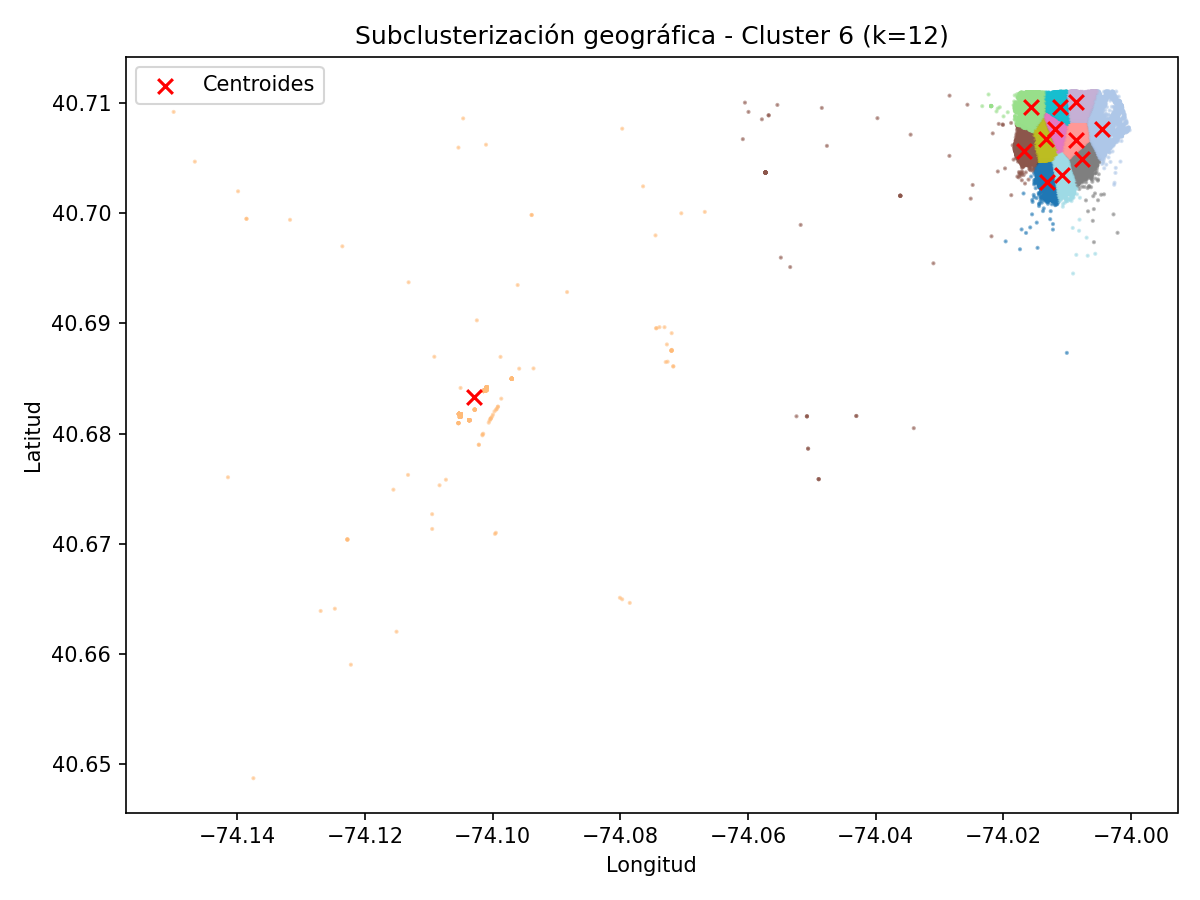 Subclusterización geográfica - Cluster 6 (k=12)
Centroides
40.71
40.70
40.69
40.68
40.67
40.66
40.65
Latitud
−74.14 −74.12 −74.10 −74.08 −74.06 −74.04 −74.02 −74.00
Longitud